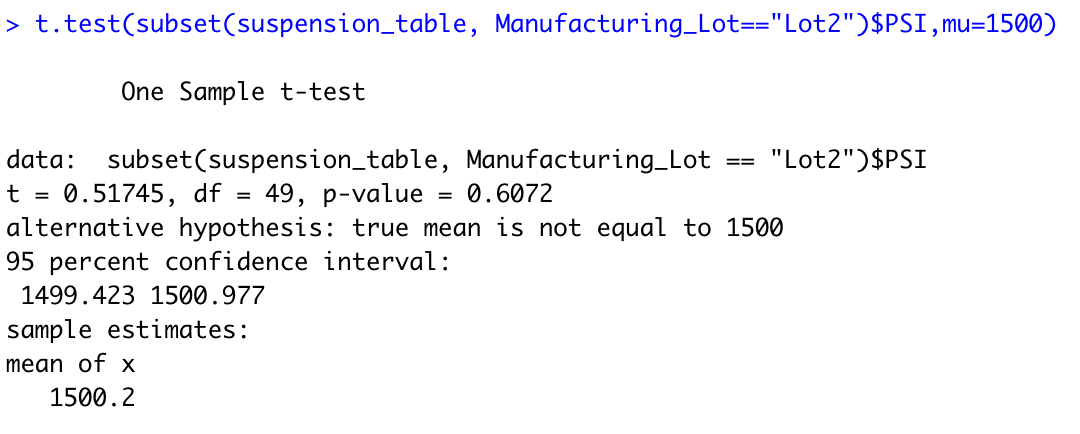 > t.test(subset(suspension_table, Manufacturing_Lot=="Lot2")$PSI,mu=1500)
One Sample t-test
data:  subset(suspension_table, Manufacturing_Lot == "Lot2")$PSI
t = 0.51745, df = 49, p-value = 0.6072
alternative hypothesis: true mean is not equal to 1500
95 percent confidence interval:
1499.423 1500.977
sample estimates:
mean of x
1500.2